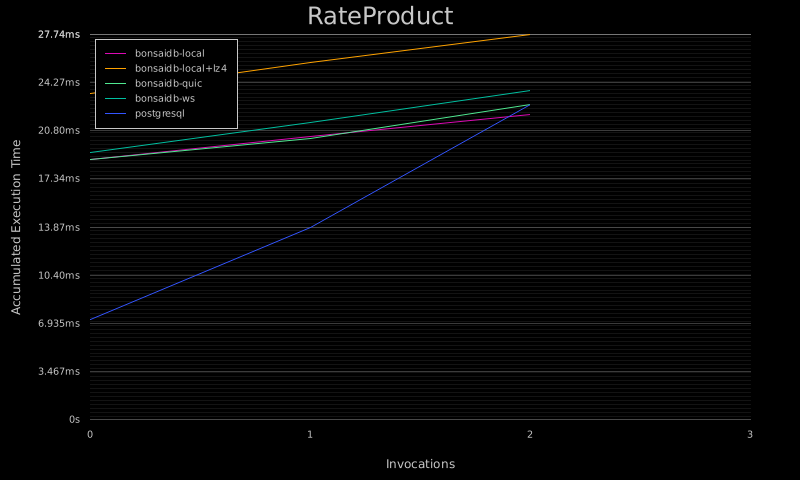 RateProduct
27.74ms
24.27ms
20.80ms
17.34ms
13.87ms
10.40ms
6.935ms
3.467ms
0s
bonsaidb-local
bonsaidb-local+lz4
bonsaidb-quic
bonsaidb-ws
postgresql
Accumulated Execution Time
0 1 2 3
Invocations